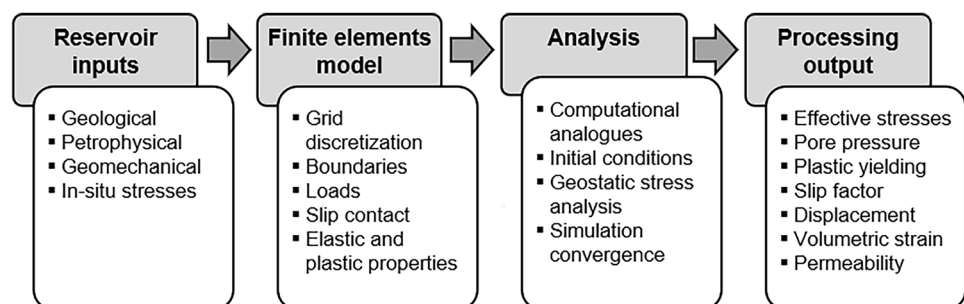 Reservoir
inputs
▪ Geological
▪ Petrophysical
▪ Geomechanical
▪ In-situ stresses
Finite elements
model
▪ Grid
discretization
▪ Boundaries
▪ Loads
▪ Slip contact
▪ Elastic and
plastic properties
Analysis
▪ Computational
analogues
▪ Initial conditions
▪ Geostatic stress
analysis
▪ Simulation
convergence
Processing
output
▪ Effective stresses
▪ Pore pressure
▪ Plastic yielding
▪ Slip factor
▪ Displacement
▪ Volumetric strain
▪ Permeability